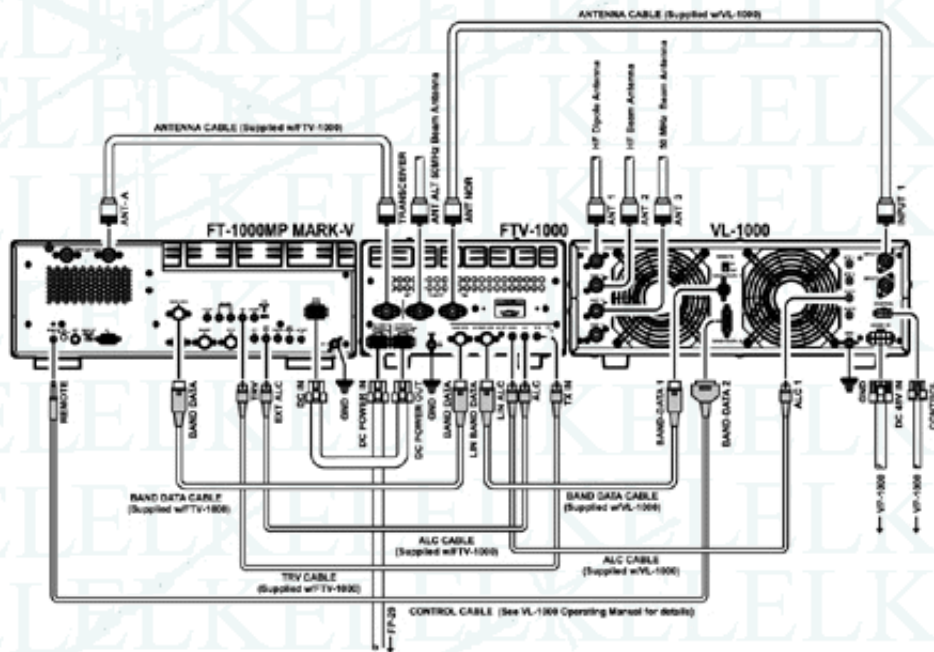 ANTENNA CABLE (Supplied w/VL-1000)
ANTENNA CABLE (Supplied w/FTV-1000)
HF Dipole Antenna
HF Beam Antenna
50 MHz Beam Antenna
ANT- A
TRANSCEIVER
ANT ALT 50MHz Beam Antenna
ANT NOR
ANT 1
ANT 2
ANT 3
INPUT 1
FT-1000MP MARK-V
FTV-1000
VL-1000
REMOTE
BAND DATA
TRV
EXT ALC
DC IN
GND
DC POWER IN
GND
DC POWER OUT
BAND DATA
LIN BAND DATA
LIN ALC
ALC
TX IN
BAND-DATA 1
BAND-DATA 2
ALC 1
GND
DC 48V IN
CONTROL
BAND DATA CABLE
(Supplied w/FTV-1000)
BAND DATA CABLE
(Supplied w/VL-1000)
ALC CABLE
(Supplied w/FTV-1000)
ALC CABLE
(Supplied w/VL-1000)
TRV CABLE
(Supplied w/FTV-1000)
VP-1000
VP-1000
CONTROL CABLE (See VL-1000 Operating Manual for details)
FP-29